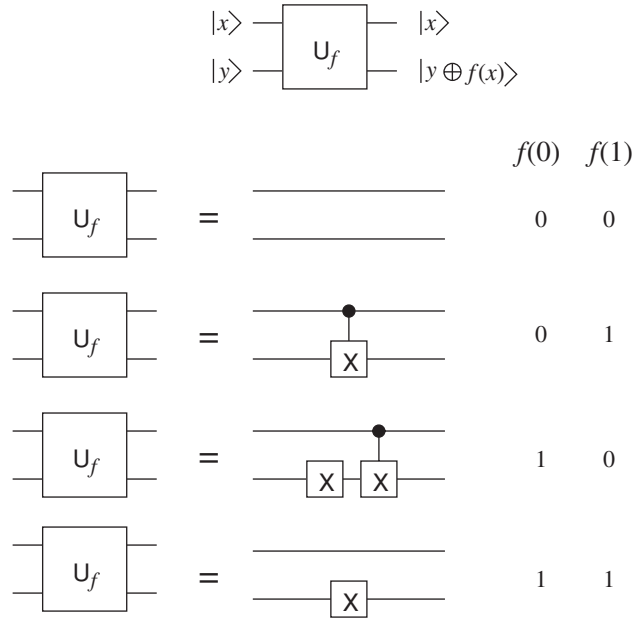 |x⟩ U_f |x⟩
|y⟩ |y ⊕ f(x)⟩
f(0) f(1)
U_f = 0 0
U_f = X 0 1
U_f = X X 1 0
U_f = X 1 1